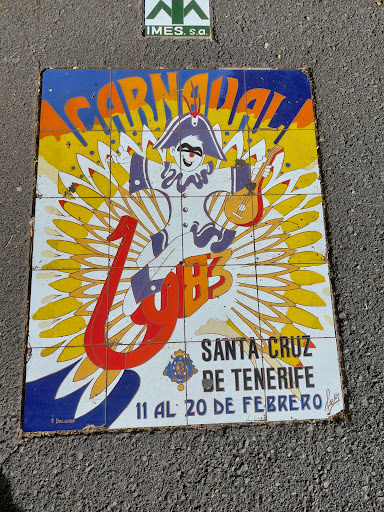 IMES. s.a.
CARNAVAL
1983
SANTA CRUZ
DE TENERIFE
11 AL 20 DE FEBRERO